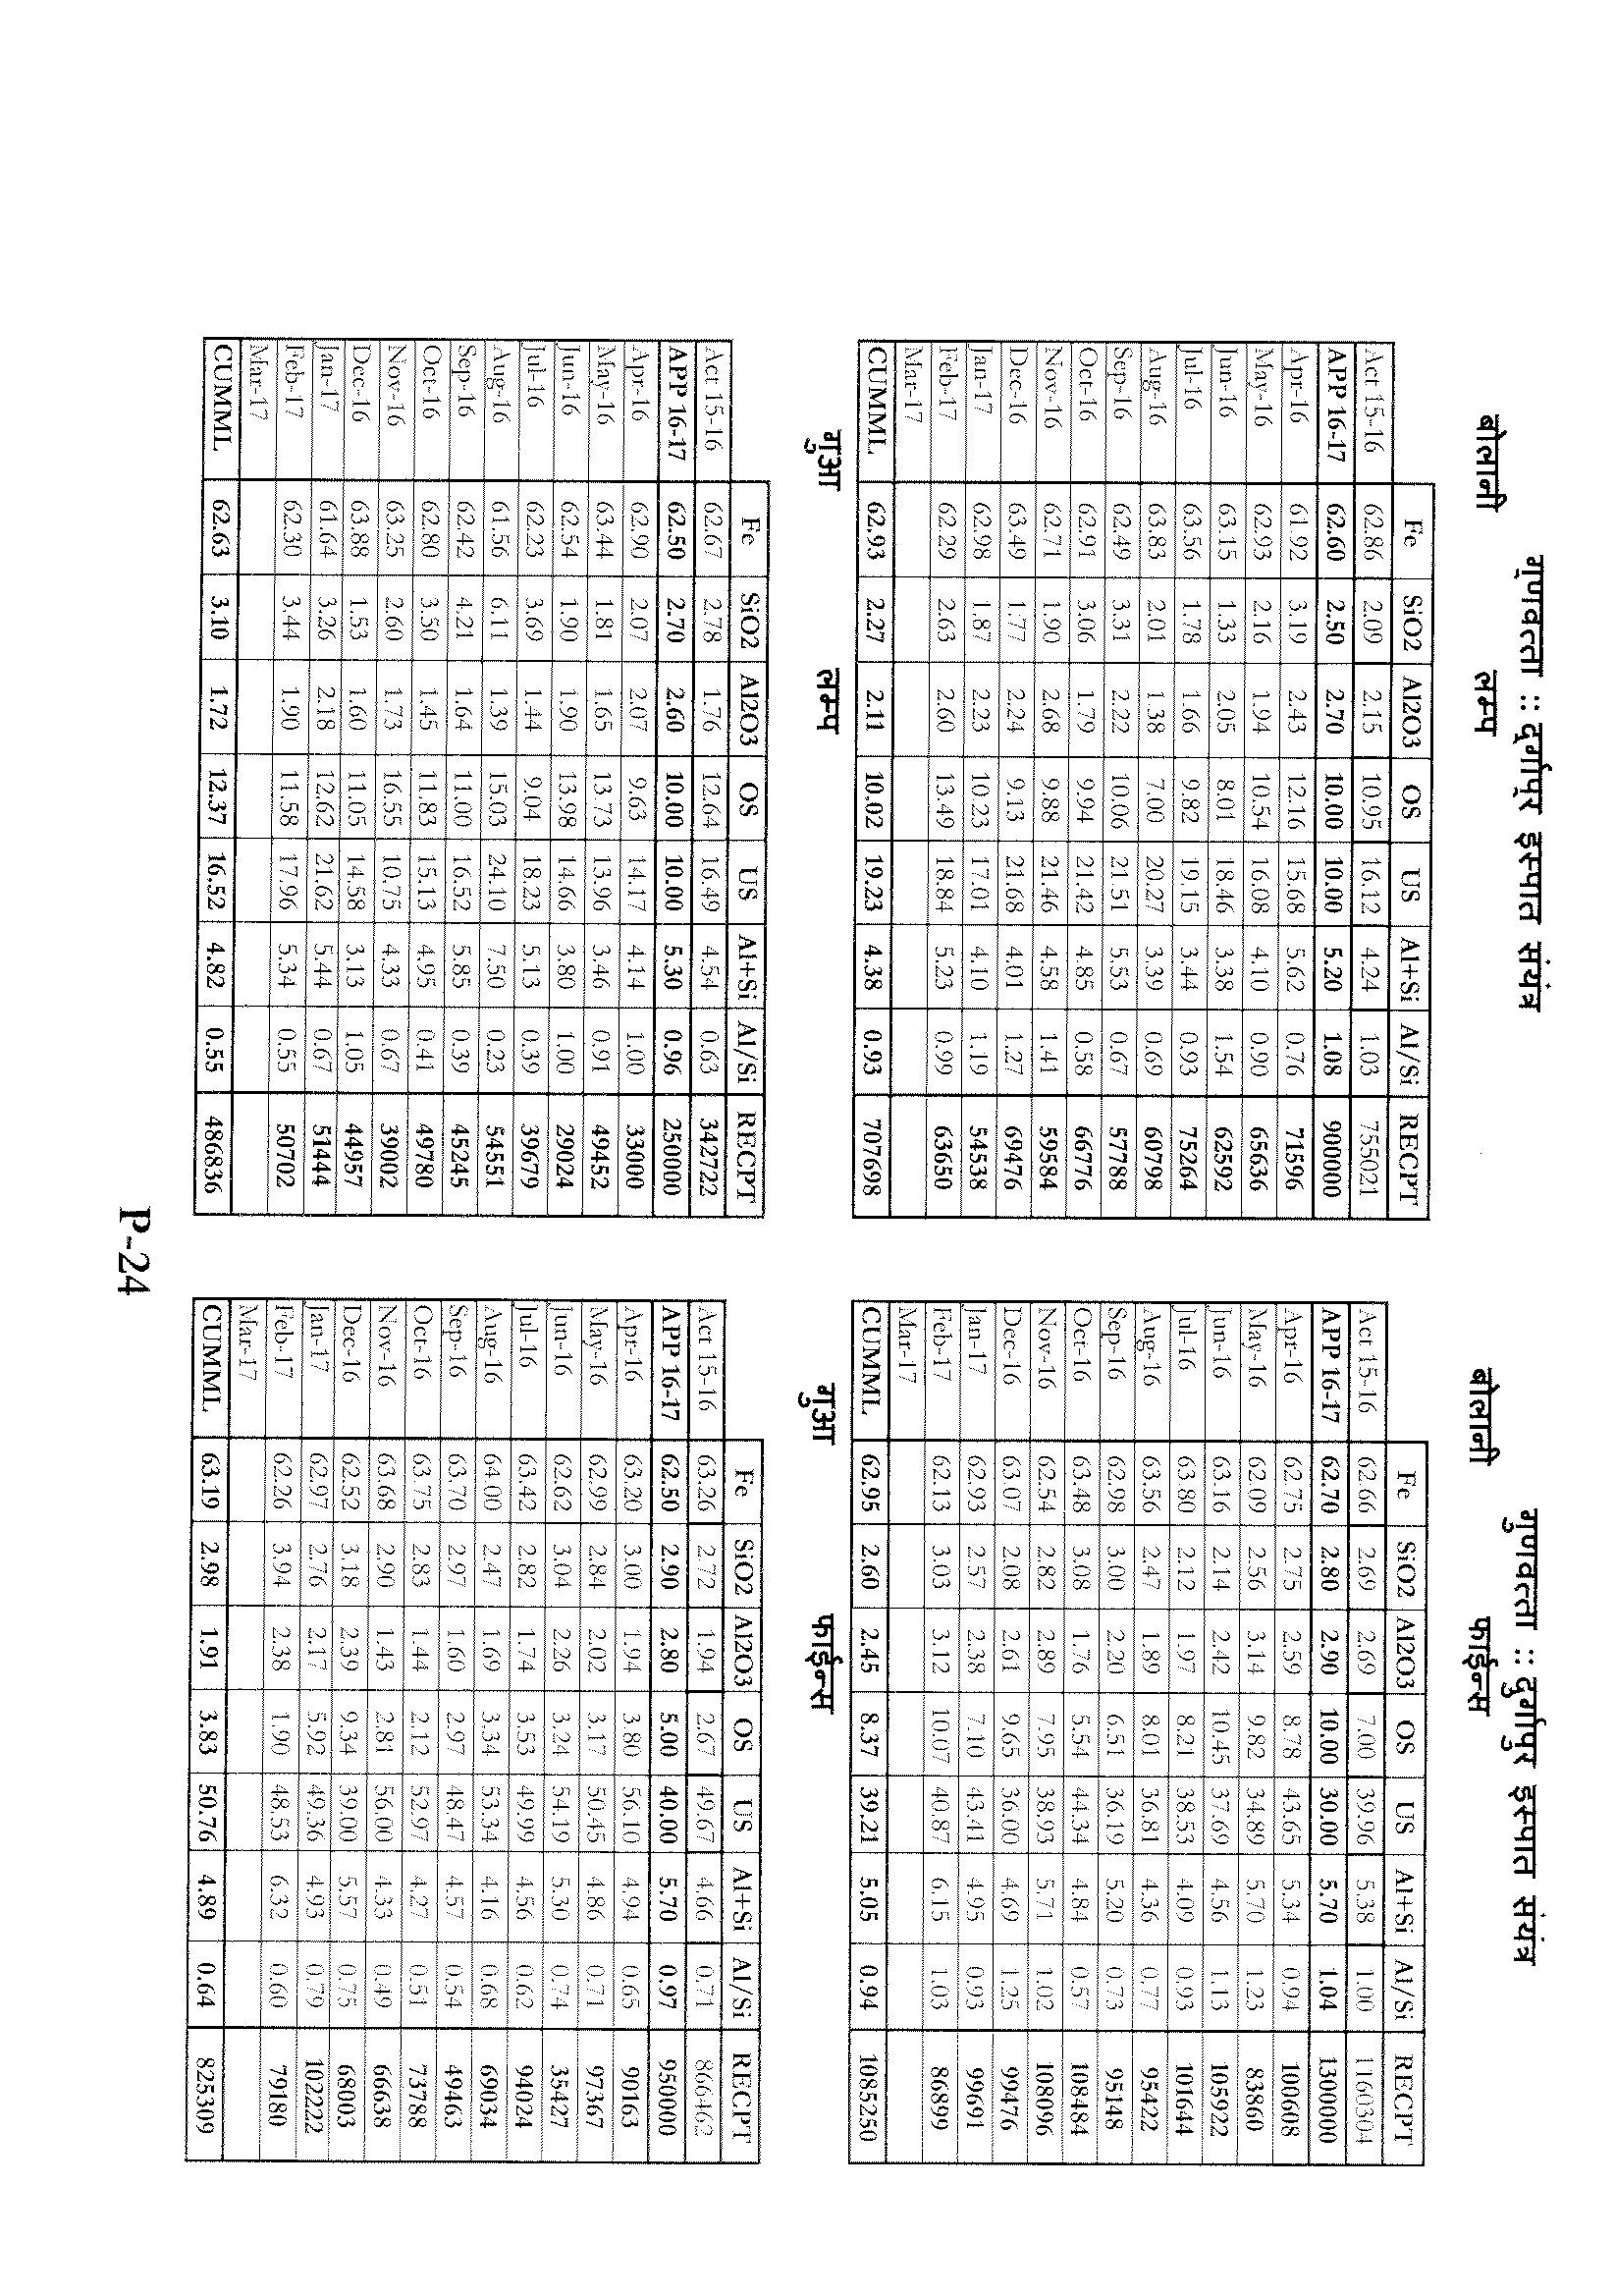 गुणवत्ता :: दुर्गापुर इस्पात संयंत्र
बोलानी लम्प
Fe SiO2 Al2O3 OS US Al+Si Al/Si RECPT
Act 15-16 62.86 2.09 2.15 10.95 16.12 4.24 1.03 755021
APP 16-17 62.60 2.50 2.70 10.00 10.00 5.20 1.08 900000
Apr-16 61.92 3.19 2.43 12.16 15.68 5.62 0.76 71596
May-16 62.93 2.16 1.94 10.54 16.08 4.10 0.90 65636
Jun-16 63.15 1.33 2.05 8.01 18.46 3.38 1.54 62592
Jul-16 63.56 1.78 1.66 9.82 19.15 3.44 0.93 75264
Aug-16 63.83 2.01 1.38 7.00 20.27 3.39 0.69 60798
Sep-16 62.49 3.31 2.22 10.06 21.51 5.53 0.67 57788
Oct-16 62.91 3.06 1.79 9.94 21.42 4.85 0.58 66776
Nov-16 62.71 1.90 2.68 9.88 21.46 4.58 1.41 59584
Dec-16 63.49 1.77 2.24 9.13 21.68 4.01 1.27 69476
Jan-17 62.98 1.87 2.23 10.23 17.01 4.10 1.19 54538
Feb-17 62.29 2.63 2.60 13.49 18.84 5.23 0.99 63650
Mar-17
CUMML 62.93 2.27 2.11 10.02 19.23 4.38 0.93 707698
गुआ लम्प
Fe SiO2 Al2O3 OS US Al+Si Al/Si RECPT
Act 15-16 62.67 2.78 1.76 12.64 16.49 4.54 0.63 342722
APP 16-17 62.50 2.70 2.60 10.00 10.00 5.30 0.96 250000
Apr-16 62.90 2.07 2.07 9.63 14.17 4.14 1.00 33000
May-16 63.44 1.81 1.65 13.73 13.96 3.46 0.91 49452
Jun-16 62.54 1.90 1.90 13.98 14.66 3.80 1.00 29024
Jul-16 62.23 3.69 1.44 9.04 18.23 5.13 0.39 39679
Aug-16 61.56 6.11 1.39 15.03 24.10 7.50 0.23 54551
Sep-16 62.42 4.21 1.64 11.00 16.52 5.85 0.39 45245
Oct-16 62.80 3.50 1.45 11.83 15.13 4.95 0.41 49780
Nov-16 63.25 2.60 1.73 16.55 10.75 4.33 0.67 39002
Dec-16 63.88 1.53 1.60 11.05 14.58 3.13 1.05 44957
Jan-17 61.64 3.26 2.18 12.62 21.62 5.44 0.67 51444
Feb-17 62.30 3.44 1.90 11.58 17.96 5.34 0.55 50702
Mar-17
CUMML 62.63 3.10 1.72 12.37 16.52 4.82 0.55 486836
गुणवत्ता :: दुर्गापुर इस्पात संयंत्र
बोलानी फाईन्स
Fe SiO2 Al2O3 OS US Al+Si Al/Si RECPT
Act 15-16 62.66 2.69 2.69 7.00 39.96 5.38 1.00 1160304
APP 16-17 62.70 2.80 2.90 10.00 30.00 5.70 1.04 1300000
Apr-16 62.75 2.75 2.59 8.78 43.65 5.34 0.94 100608
May-16 62.09 2.56 3.14 9.82 34.89 5.70 1.23 83860
Jun-16 63.16 2.14 2.42 10.45 37.69 4.56 1.13 105922
Jul-16 63.80 2.12 1.97 8.21 38.53 4.09 0.93 101644
Aug-16 63.56 2.47 1.89 8.01 36.81 4.36 0.77 95422
Sep-16 62.98 3.00 2.20 6.51 36.19 5.20 0.73 95148
Oct-16 63.48 3.08 1.76 5.54 44.34 4.84 0.57 108484
Nov-16 62.54 2.82 2.89 7.95 38.93 5.71 1.02 108096
Dec-16 63.07 2.08 2.61 9.65 36.00 4.69 1.25 99476
Jan-17 62.93 2.57 2.38 7.10 43.41 4.95 0.93 99691
Feb-17 62.13 3.03 3.12 10.07 40.87 6.15 1.03 86899
Mar-17
CUMML 62.95 2.60 2.45 8.37 39.21 5.05 0.94 1085250
गुआ फाईन्स
Fe SiO2 Al2O3 OS US Al+Si Al/Si RECPT
Act 15-16 63.26 2.72 1.94 2.67 49.67 4.66 0.71 866462
APP 16-17 62.50 2.90 2.80 5.00 40.00 5.70 0.97 950000
Apr-16 63.20 3.00 1.94 3.80 56.10 4.94 0.65 90163
May-16 62.99 2.84 2.02 3.17 50.45 4.86 0.71 97367
Jun-16 62.62 3.04 2.26 3.24 54.19 5.30 0.74 35427
Jul-16 63.42 2.82 1.74 3.53 49.99 4.56 0.62 94024
Aug-16 64.00 2.47 1.69 3.34 53.34 4.16 0.68 69034
Sep-16 63.70 2.97 1.60 2.97 48.47 4.57 0.54 49463
Oct-16 63.75 2.83 1.44 2.12 52.97 4.27 0.51 73788
Nov-16 63.68 2.90 1.43 2.81 56.00 4.33 0.49 66638
Dec-16 62.52 3.18 2.39 9.34 39.00 5.57 0.75 68003
Jan-17 62.97 2.76 2.17 5.92 49.36 4.93 0.79 102222
Feb-17 62.26 3.94 2.38 1.90 48.53 6.32 0.60 79180
Mar-17
CUMML 63.19 2.98 1.91 3.83 50.76 4.89 0.64 825309
P-24